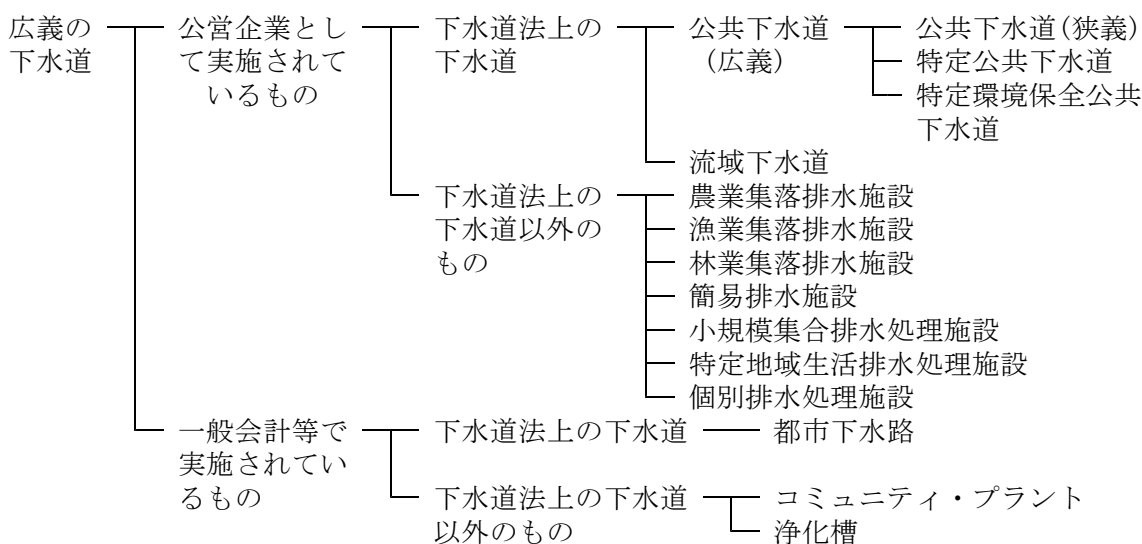 広義の下水道
公営企業として実施されているもの
下水道法上の下水道
公共下水道(広義)
公共下水道(狭義)
特定公共下水道
特定環境保全公共下水道
流域下水道
下水道法上の下水道以外のもの
農業集落排水施設
漁業集落排水施設
林業集落排水施設
簡易排水施設
小規模集合排水処理施設
特定地域生活排水処理施設
個別排水処理施設
一般会計等で実施されているもの
下水道法上の下水道
都市下水路
下水道法上の下水道以外のもの
コミュニティ・プラント
浄化槽